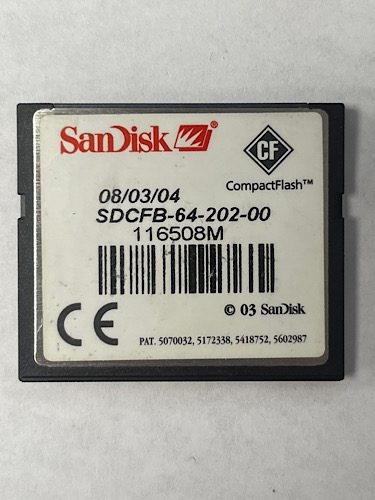 SanDisk
CF
CompactFlash™
08/03/04
SDCFB-64-202-00
116508M
© 03 SanDisk
CE
PAT. 5070032, 5172338, 5418752, 5602987